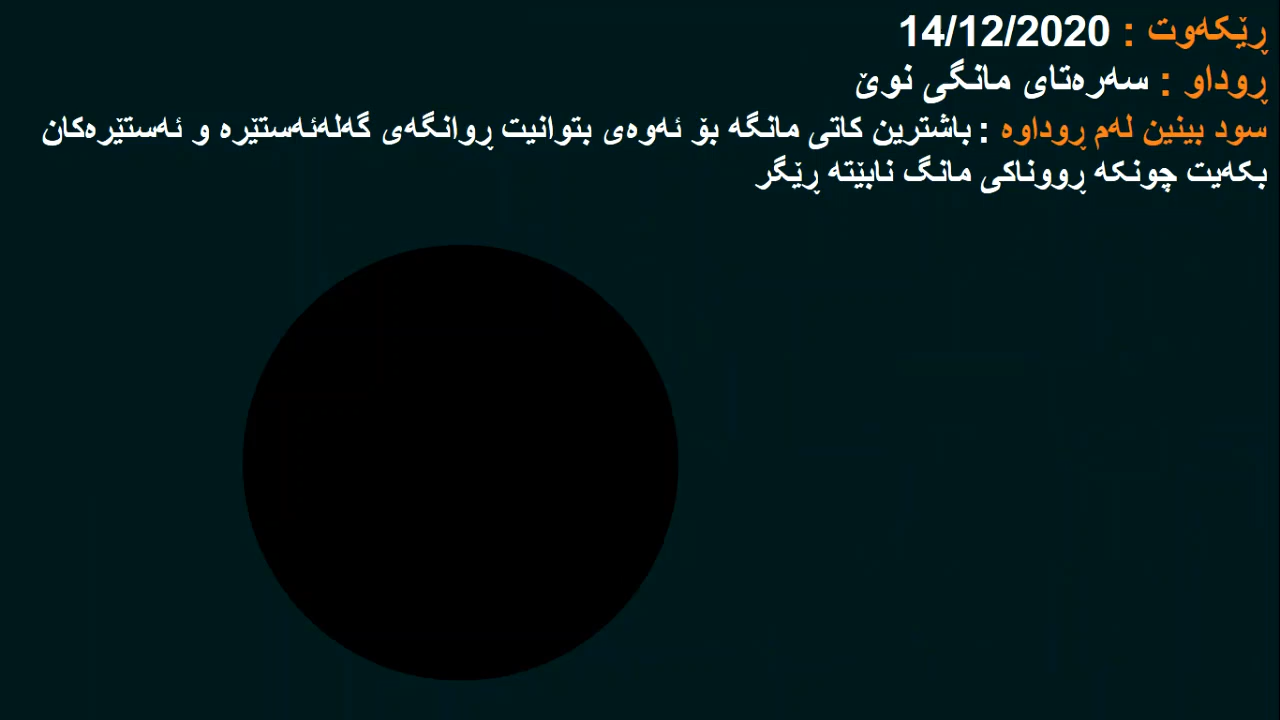 ڕێکەوت : 14/12/2020
ڕوداو : سەرەتای مانگی نوێ
سود بینین لەم ڕوداوە : باشترین کاتی مانگە بۆ ئەوەی بتوانیت ڕوانگەی گەلەئەستێرە و ئەستێرەکان
بکەیت چونکە ڕووناکی مانگ نابێتە ڕێگر